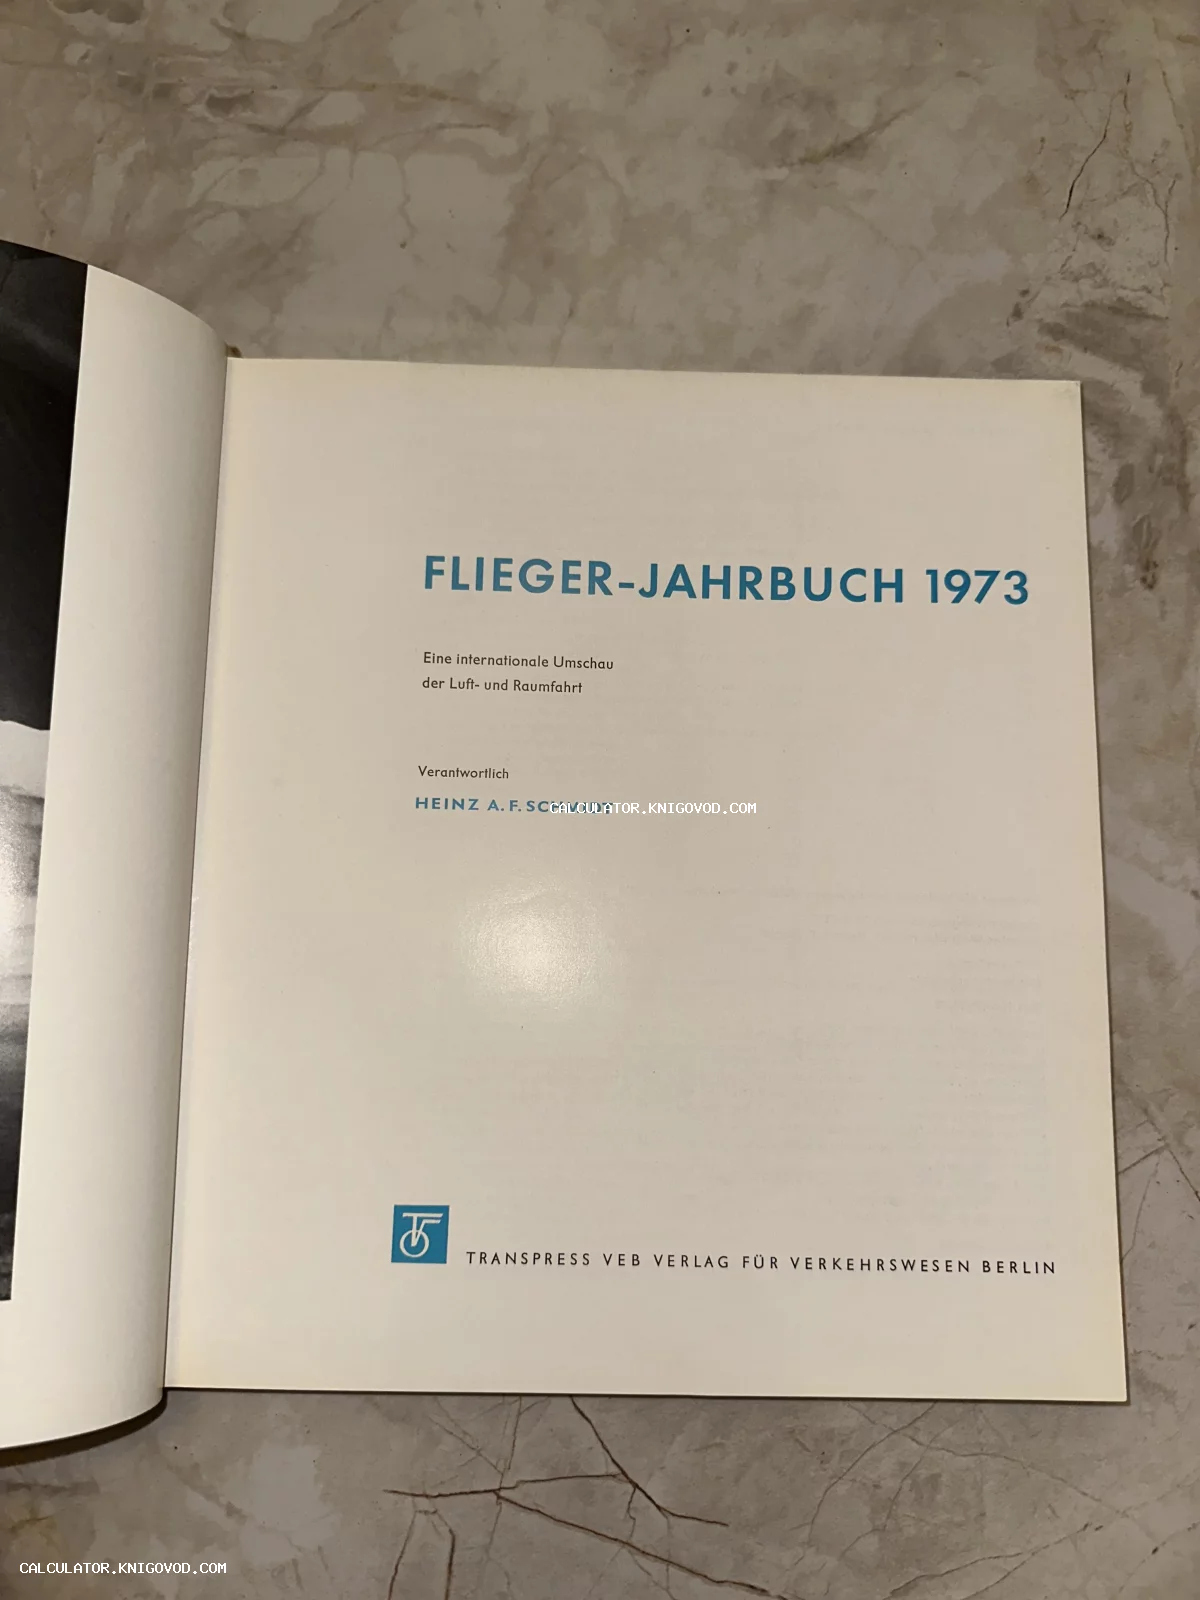 FLIEGER-JAHRBUCH 1973
Eine internationale Umschau
der Luft- und Raumfahrt
Verantwortlich
HEINZ A. F. SCHMIDT
CALCULATOR.KNIGOVOD.COM
TRANSPRESS VEB VERLAG FÜR VERKEHRSWESEN BERLIN
CALCULATOR.KNIGOVOD.COM